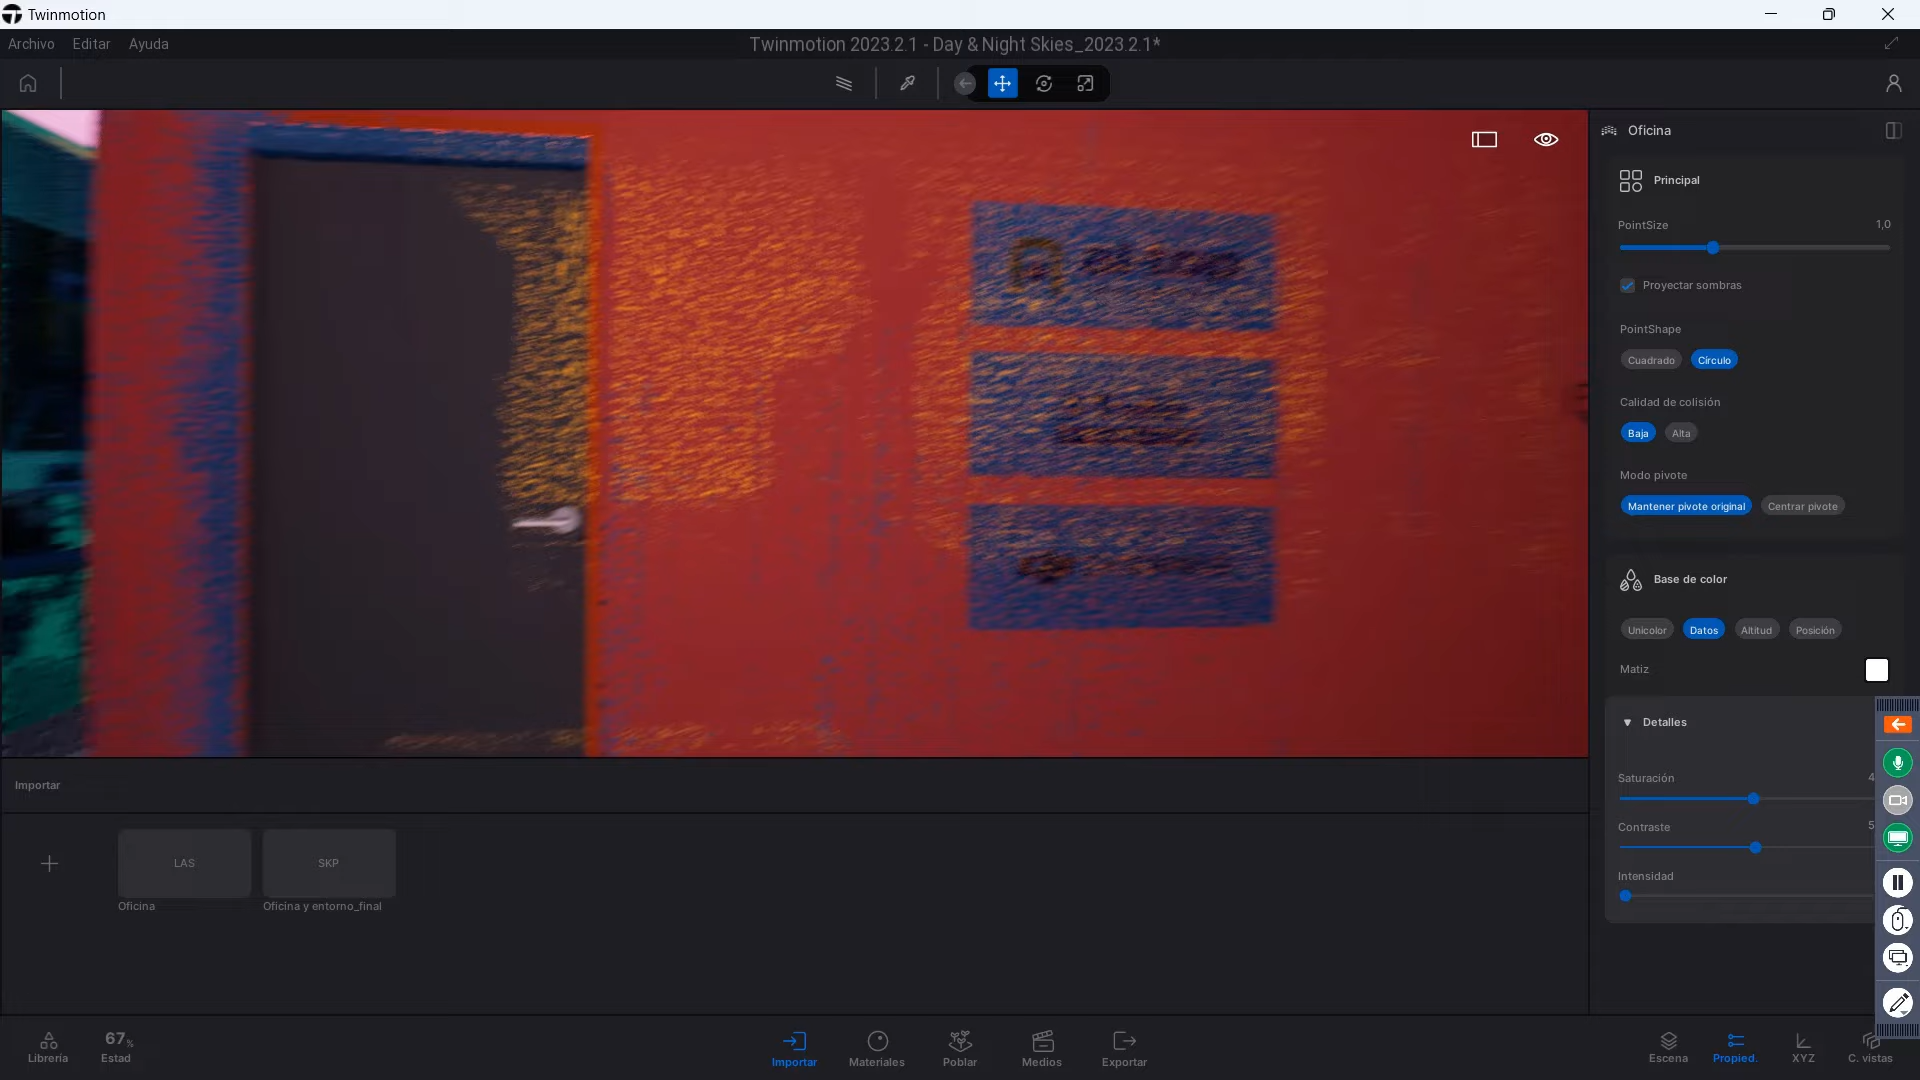 Twinmotion
Archivo Editar Ayuda
Twinmotion 2023.2.1 - Day & Night Skies_2023.2.1*
Oficina
Principal
PointSize 1,0
Proyectar sombras
PointShape
Cuadrado Círculo
Calidad de colisión
Baja Alta
Modo pivote
Mantener pivote original Centrar pivote
Base de color
Unicolor Datos Altitud Posición
Matiz
Detalles
Saturación 4
Contraste 5
Intensidad
Importar
LAS SKP
Oficina Oficina y entorno_final
67%
Librería Estad
Importar Materiales Poblar Medios Exportar
Escena Propied. XYZ C. vistas